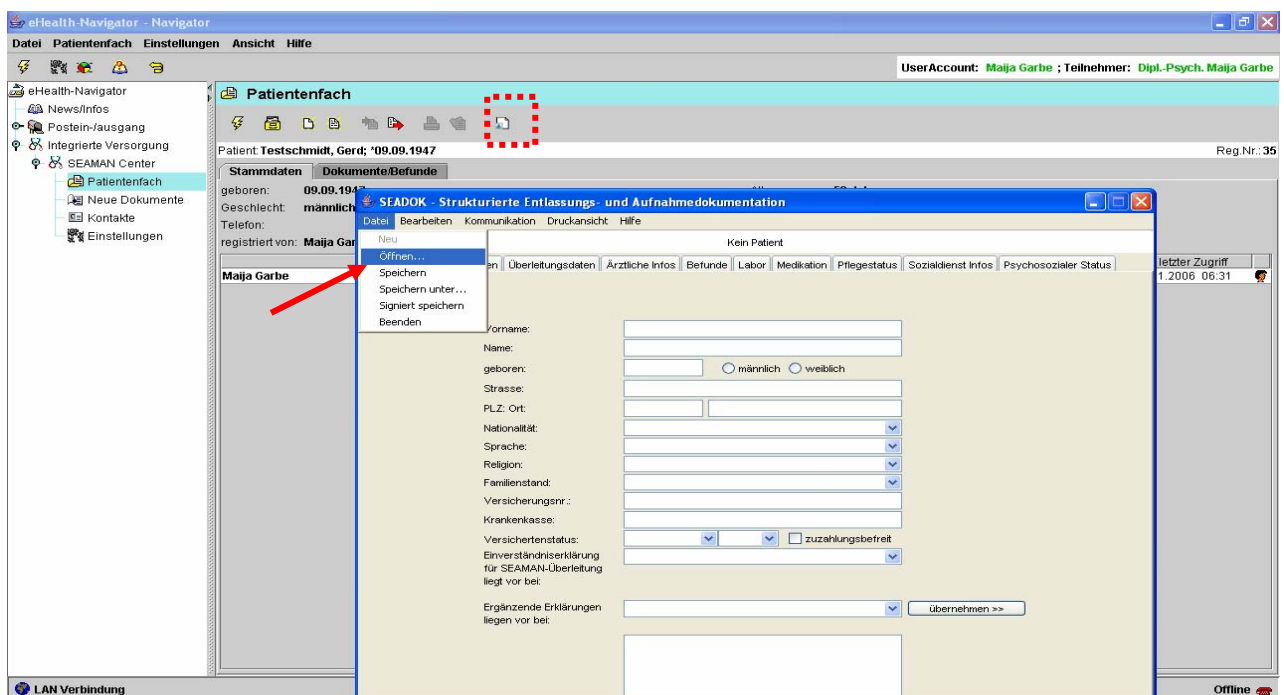 eHealth-Navigator - Navigator
Datei Patientenfach Einstellungen Ansicht Hilfe
UserAccount: Maija Garbe ; Teilnehmer: Dipl.-Psych. Maija Garbe
eHealth-Navigator
News/Infos
Postein-/ausgang
Integrierte Versorgung
SEAMAN Center
Patientenfach
Neue Dokumente
Kontakte
Einstellungen
Patientenfach
Patient: Testschmidt, Gerd; *09.09.1947
Reg.Nr.: 35
Stammdaten Dokumente/Befunde
geboren: 09.09.1947
Geschlecht: männlich
Telefon:
registriert von: Maija Gar
letzter Zugriff
Maija Garbe
1.2006 06:31
SEADOK - Strukturierte Entlassungs- und Aufnahmedokumentation
Datei Bearbeiten Kommunikation Druckansicht Hilfe
Neu
Öffnen...
Speichern
Speichern unter...
Signiert speichern
Beenden
Kein Patient
en Überleitungsdaten Ärztliche Infos Befunde Labor Medikation Pflegestatus Sozialdienst Infos Psychosozialer Status
Vorname:
Name:
geboren: männlich weiblich
Strasse:
PLZ: Ort:
Nationalität:
Sprache:
Religion:
Familienstand:
Versicherungsnr.:
Krankenkasse:
Versichertenstatus: zuzahlungsbefreit
Einverständniserklärung
für SEAMAN-Überleitung
liegt vor bei:
Ergänzende Erklärungen
liegen vor bei:
übernehmen >>
LAN Verbindung
Offline